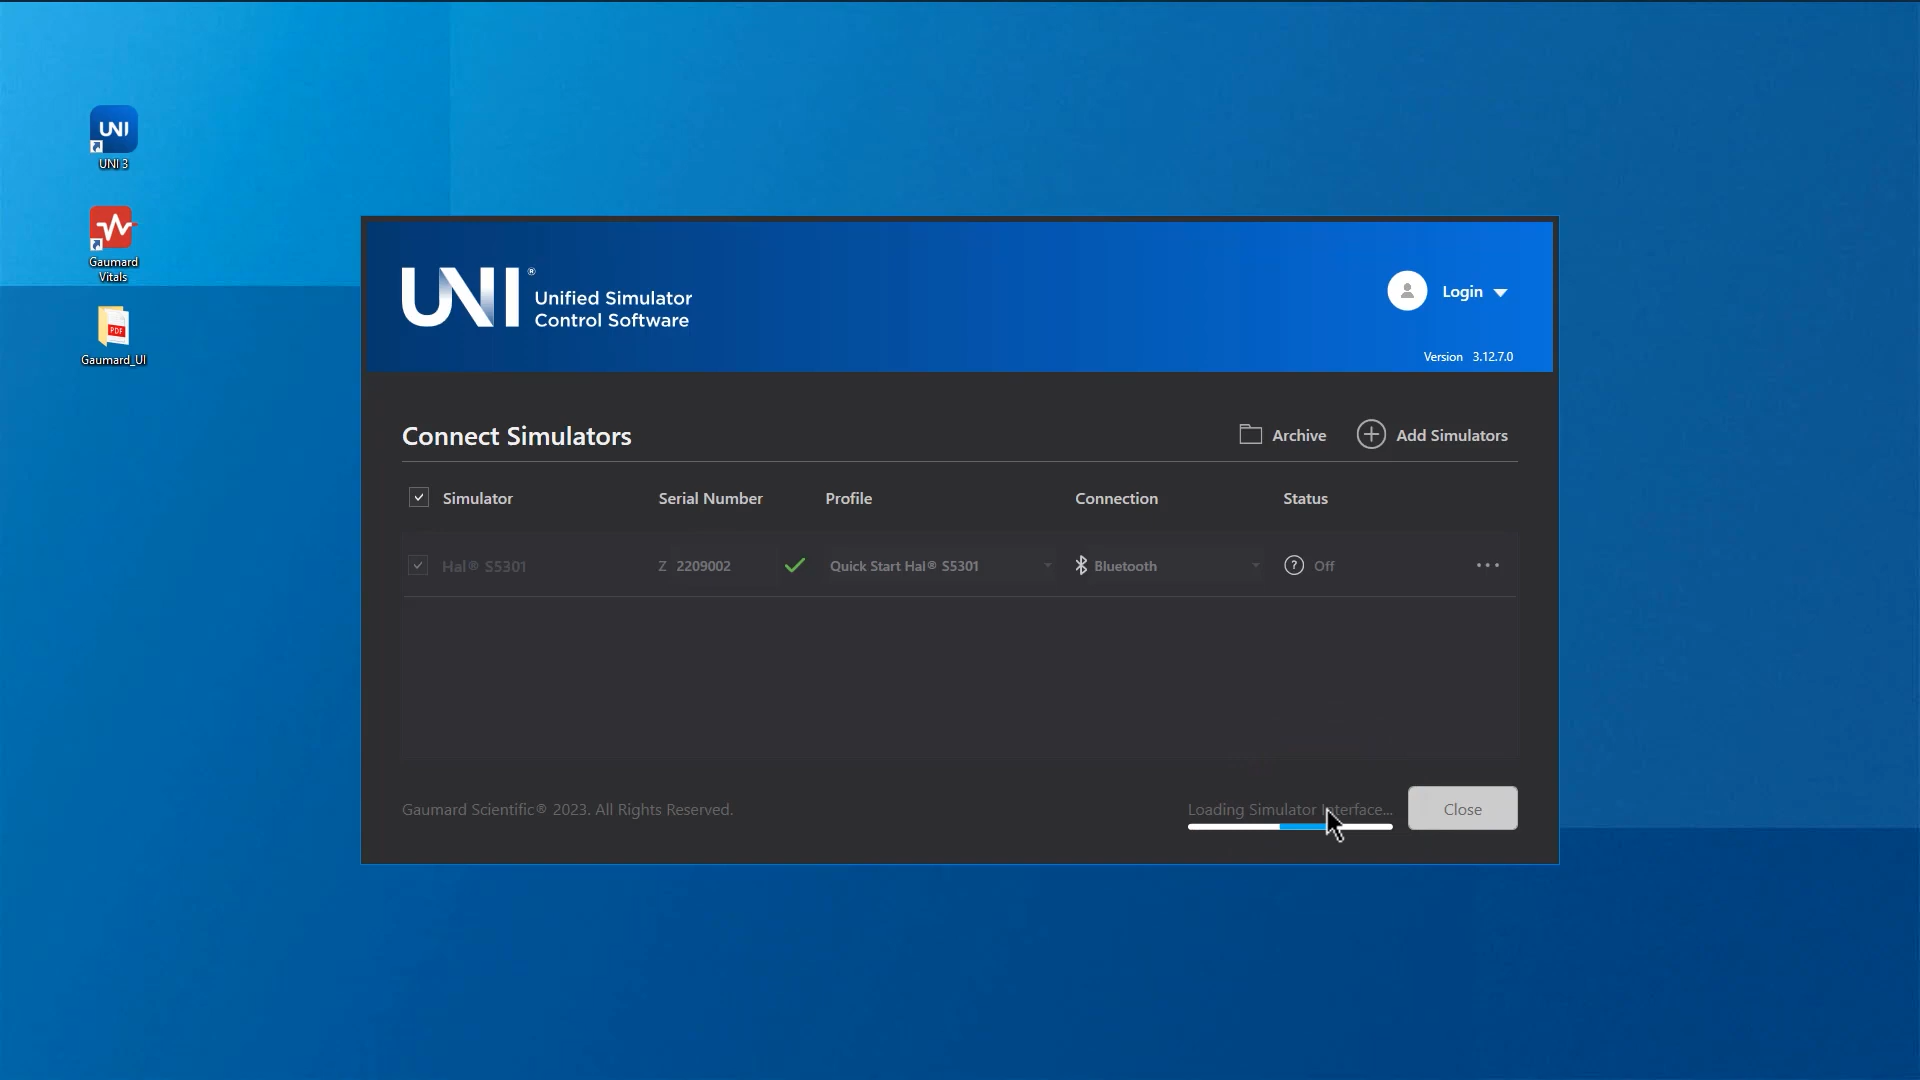 UNI
UNI 3
Gaumard
Vitals
PDF
Gaumard_UI
UNI®
Unified Simulator
Control Software
Login
Version 3.12.7.0
Connect Simulators
Archive
Add Simulators
Simulator Serial Number Profile Connection Status
Hal® S5301 Z 2209002 Quick Start Hal® S5301 Bluetooth ? Off ...
Gaumard Scientific® 2023. All Rights Reserved.
Loading Simulator Interface...
Close